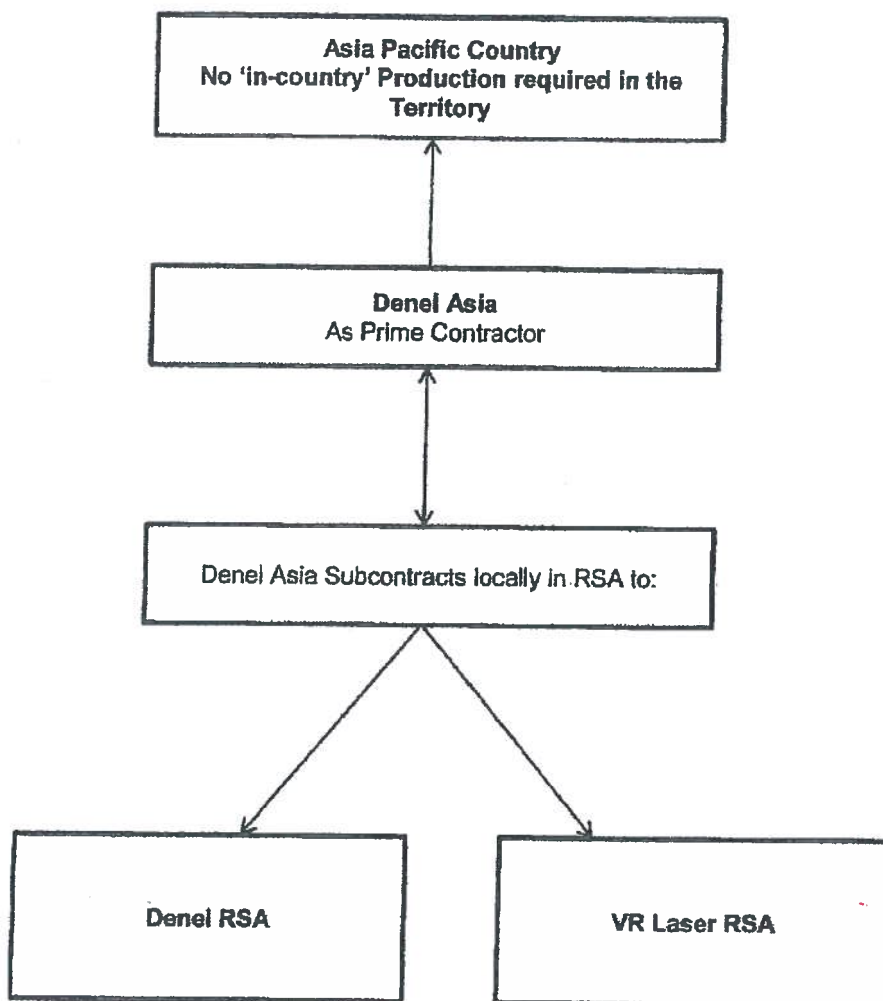 Asia Pacific Country
No 'in-country' Production required in the
Territory
Denel Asia
As Prime Contractor
Denel Asia Subcontracts locally in RSA to:
Denel RSA
VR Laser RSA